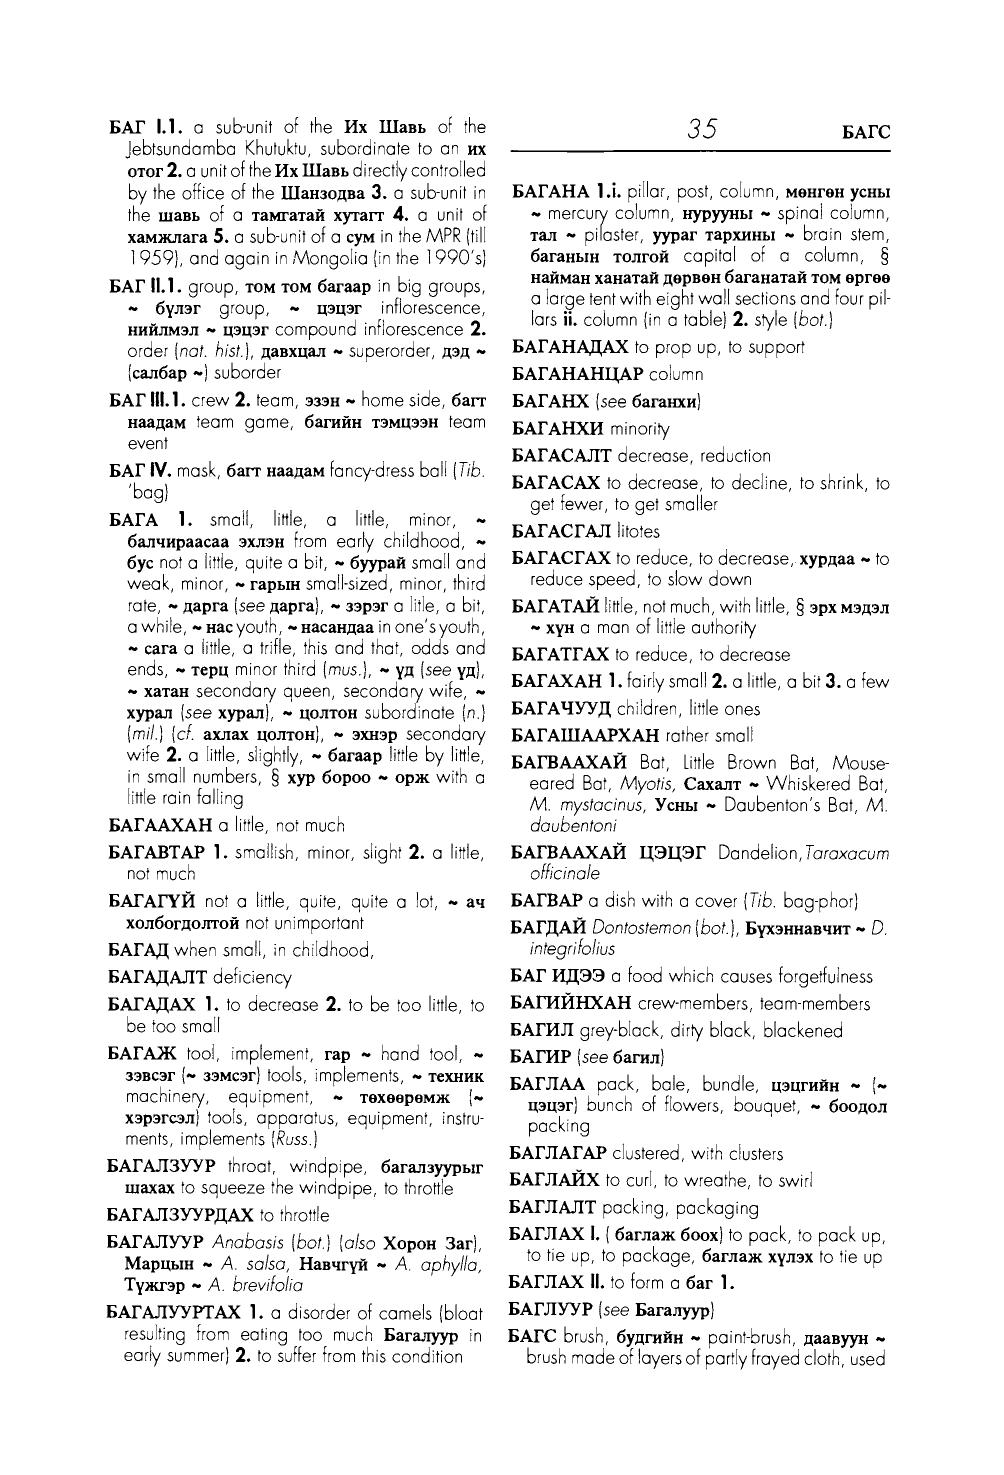 БАГ I.1. a sub-unit of the Их Шавь of the
Jebtsundamba Khutuktu, subordinate to an их
отог 2. a unit of the Их Шавь directly controlled
by the office of the Шанзодва 3. a sub-unit in
the шавь of a тамгатай хутагт 4. a unit of
хамжлага 5. a sub-unit of a сум in the MPR (till
1959), and again in Mongolia (in the 1990's)
БАГ II.1. group, том том багаар in big groups,
~ бүлэг group, ~ цэцэг inflorescence,
нийлмэл ~ цэцэг compound inflorescence 2.
order (nat. hist.), давхцал ~ superorder, дэд ~
(салбар ~) suborder
БАГ III.1. crew 2. team, эзэн ~ home side, багт
наадам team game, багийн тэмцээн team
event
БАГ IV. mask, багт наадам fancy-dress ball (Tib.
'bag)
БАГА 1. small, little, a little, minor, ~
балчираасаа эхлэн from early childhood, ~
бус not a little, quite a bit, ~ буурай small and
weak, minor, ~ гарын small-sized, minor, third
rate, ~ дарга (see дарга), ~ зэрэг a litle, a bit,
a while, ~ нас youth, ~ насандаа in one's youth,
~ сага a little, a trifle, this and that, odds and
ends, ~ терц minor third (mus.), ~ үд (see үд),
~ хатан secondary queen, secondary wife, ~
хурал (see хурал), ~ цолтон subordinate (n.)
(mil.) (cf. ахлах цолтон), ~ эхнэр secondary
wife 2. a little, slightly, ~ багаар little by little,
in small numbers, § хур бороо ~ орж with a
little rain falling
БАГААХАН a little, not much
БАГАВТАР 1. smallish, minor, slight 2. a little,
not much
БАГАГҮЙ not a little, quite, quite a lot, ~ ач
холбогдолтой not unimportant
БАГАД when small, in childhood,
БАГАДАЛТ deficiency
БАГАДАХ 1. to decrease 2. to be too little, to
be too small
БАГАЖ tool, implement, гар ~ hand tool, ~
зэвсэг (~ зэмсэг) tools, implements, ~ техник
machinery, equipment, ~ төхөөрөмж (~
хэрэгсэл) tools, apparatus, equipment, instru-
ments, implements (Russ.)
БАГАЛЗУУР throat, windpipe, багалзуурыг
шахах to squeeze the windpipe, to throttle
БАГАЛЗУУРДАХ to throttle
БАГАЛУУР Anabasis (bot.) (also Хорон Заг),
Марцын ~ A. salsa, Навчгүй ~ A. aphylla,
Түжгэр ~ A. brevifolia
БАГАЛУУРТАХ 1. a disorder of camels (bloat
resulting from eating too much Багалуур in
early summer) 2. to suffer from this condition
35 БАГС
БАГАНА 1.i. pillar, post, column, мөнгөн усны
~ mercury column, нурууны ~ spinal column,
тал ~ pilaster, уураг тархины ~ brain stem,
баганын толгой capital of a column, §
найман ханатай дөрвөн баганатай том өргөө
a large tent with eight wall sections and four pil-
lars ii. column (in a table) 2. style (bot.)
БАГАНАДАХ to prop up, to support
БАГАНАНЦАР column
БАГАНХ (see баганхи)
БАГАНХИ minority
БАГАСАЛТ decrease, reduction
БАГАСАХ to decrease, to decline, to shrink, to
get fewer, to get smaller
БАГАСГАЛ litotes
БАГАСГАХ to reduce, to decrease, хурдаа ~ to
reduce speed, to slow down
БАГАТАЙ little, not much, with little, § эрх мэдэл
~ хүн a man of little authority
БАГАТГАХ to reduce, to decrease
БАГАХАН 1. fairly small 2. a little, a bit 3. a few
БАГАЧУУД children, little ones
БАГАШААРХАН rather small
БАГВААХАЙ Bat, Little Brown Bat, Mouse-
eared Bat, Myotis, Сахалт ~ Whiskered Bat,
M. mystacinus, Усны ~ Daubenton's Bat, M.
daubentoni
БАГВААХАЙ ЦЭЦЭГ Dandelion, Taraxacum
officinale
БАГВАР a dish with a cover (Tib. bag-phor)
БАГДАЙ Dontostemon (bot.), Бүхэннавчит ~ D.
integrifolius
БАГ ИДЭЭ a food which causes forgetfulness
БАГИЙНХАН crew-members, team-members
БАГИЛ grey-black, dirty black, blackened
БАГИР (see багил)
БАГЛАА pack, bale, bundle, цэцгийн ~ (~
цэцэг) bunch of flowers, bouquet, ~ боодол
packing
БАГЛАГАР clustered, with clusters
БАГЛАЙХ to curl, to wreathe, to swirl
БАГЛАЛТ packing, packaging
БАГЛАХ I. ( баглаж боох) to pack, to pack up,
to tie up, to package, баглаж хүлэх to tie up
БАГЛАХ II. to form a баг 1.
БАГЛУУР (see Багалуур)
БАГС brush, будгийн ~ paint-brush, даавуун ~
brush made of layers of partly frayed cloth, used